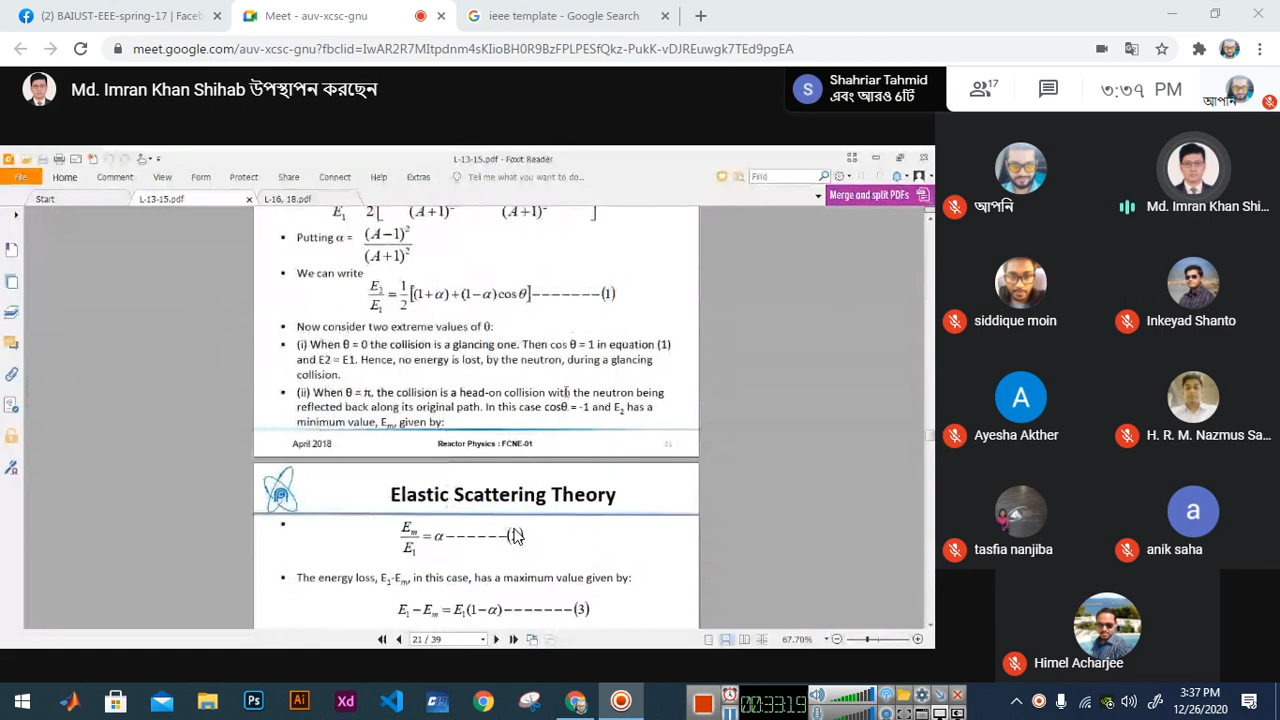 (2) BAIUST-EEE-spring-17 | Facel
Meet - auv-xcsc-gnu
ieee template - Google Search
meet.google.com/auv-xcsc-gnu?fbclid=
Md. Imran Khan Shihab উপস্থাপন করছেন
S
Shahriar Tahmid
এবং আরও 6টি
17
৩:৩৭ PM
আপনি
L-13-15.pdf - Foxit Reader
File Home Comment View Form Protect Share Connect Help Extras Tell me what you want to do.. Find
Start L-13-15.pdf L-16, 18.pdf Merge and split PDFs
E1 2[ (A+1) (A+1) ]
• Putting α = (A−1)²
(A+1)²
• We can write
E2/E1 = 1/2[(1+α)+(1−α)cosθ]−−−−−−−(1)
• Now consider two extreme values of θ:
• (i) When θ = 0 the collision is a glancing one. Then cos θ = 1 in equation (1)
and E2 = E1. Hence, no energy is lost, by the neutron, during a glancing
collision.
• (ii) When θ = π, the collision is a head-on collision with the neutron being
reflected back along its original path. In this case cosθ = -1 and E2 has a
minimum value, Em, given by:
April 2018 Reactor Physics : FCNE-01 21
Elastic Scattering Theory
• Em/E1 = α−−−−−−(
• The energy loss, E1-Em, in this case, has a maximum value given by:
E1 − Em = E1(1−α)−−−−−−−(3)
21 / 39
67.79%
আপনি
Md. Imran Khan Shi...
siddique moin
Inkeyad Shanto
A
Ayesha Akther
H. R. M. Nazmus Sa...
tasfia nanjiba
a
anik saha
Himel Acharjee
Ps
Ai
Xd
00:33:19
3:37 PM
12/26/2020